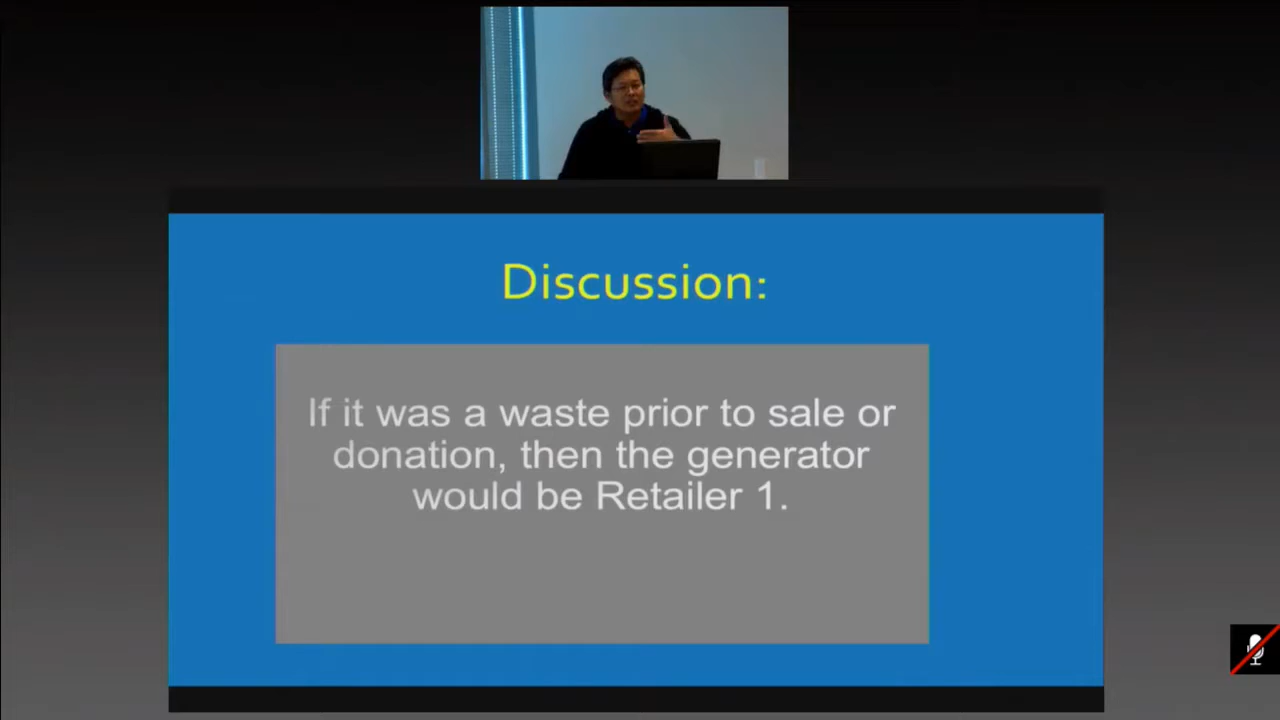 Discussion:
If it was a waste prior to sale or
donation, then the generator
would be Retailer 1.